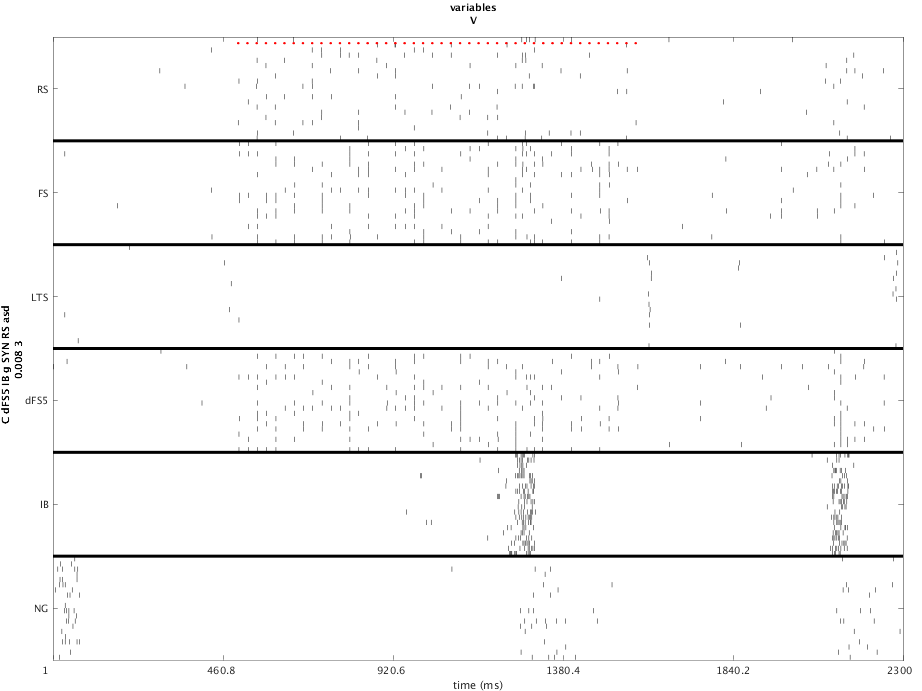 variables
V
RS
FS
LTS
dFS5
IB
NG
C dFS5 IB g SYN RS asd
0.008 3
1
460.8
920.6
1380.4
1840.2
2300
time (ms)